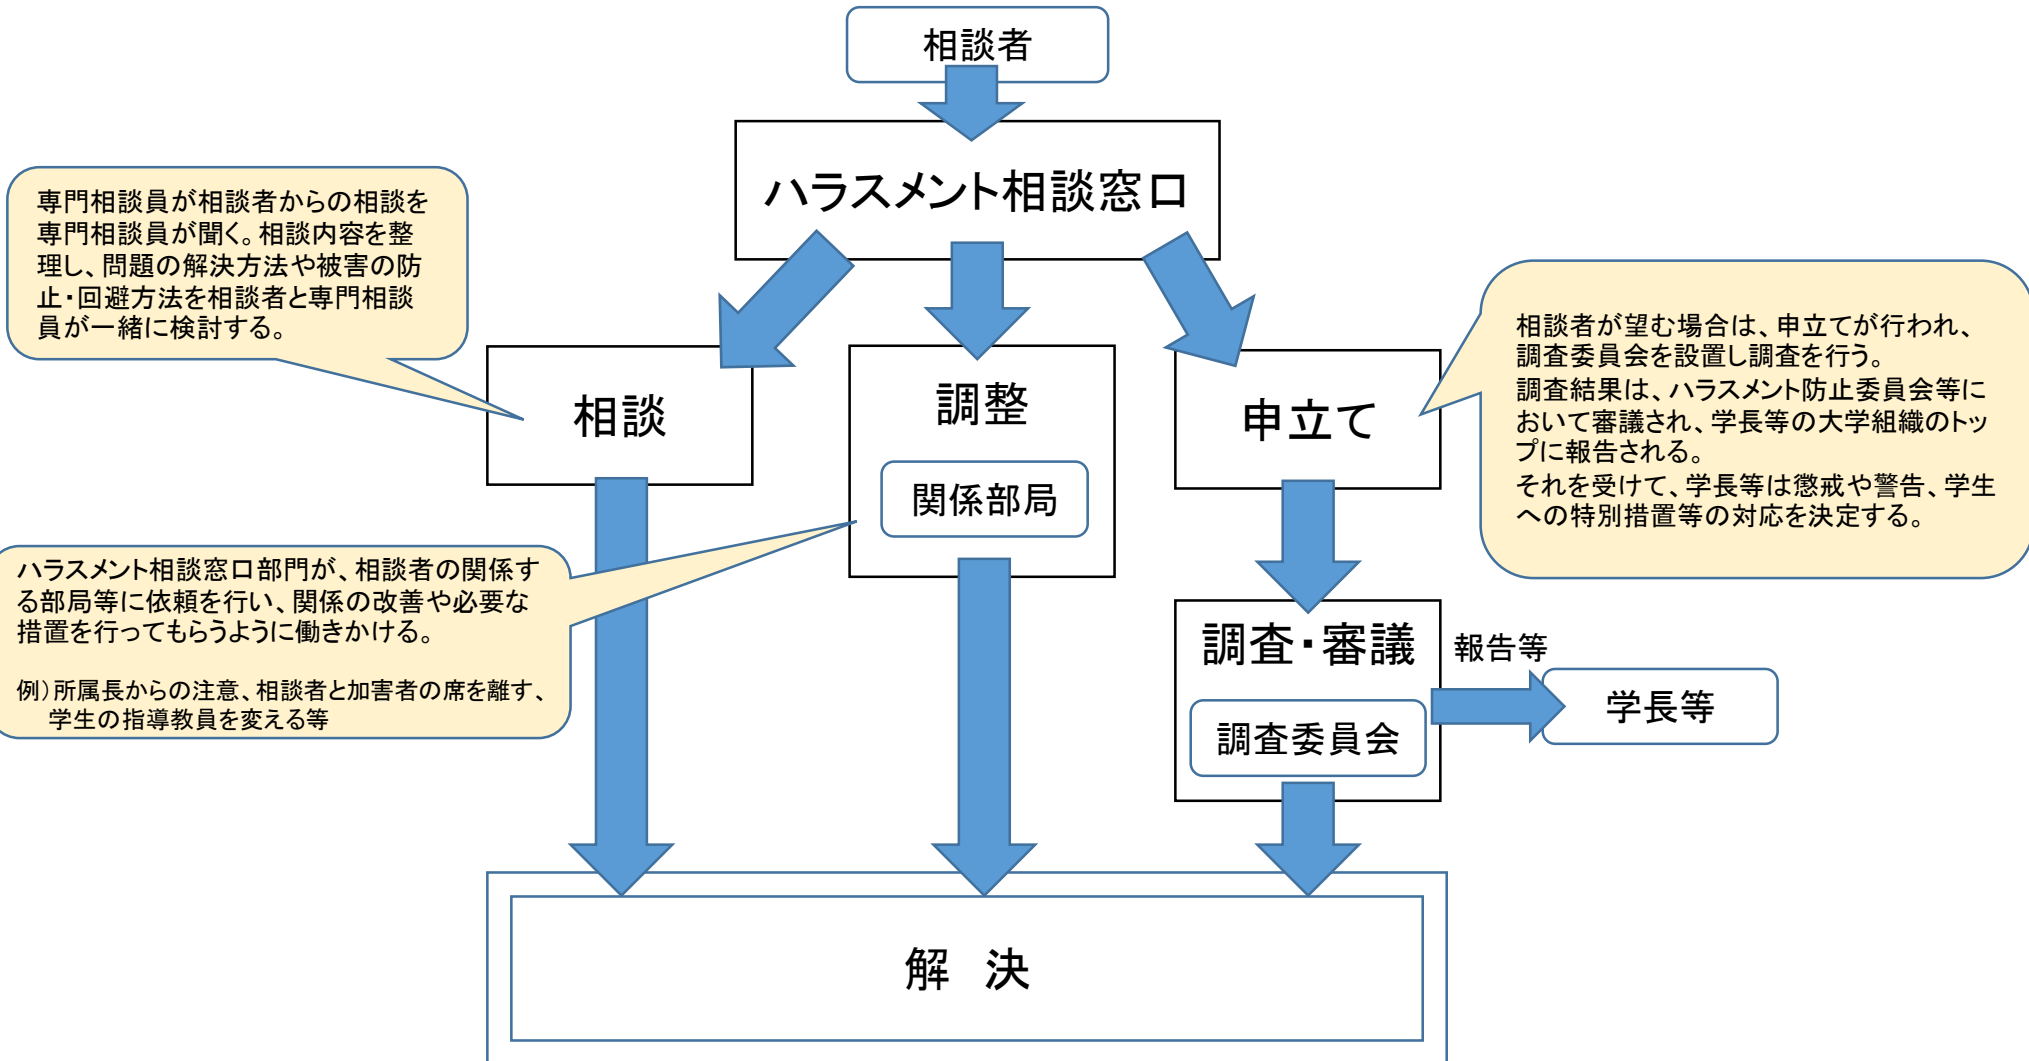 相談者
ハラスメント相談窓口
専門相談員が相談者からの相談を
専門相談員が聞く。相談内容を整
理し、問題の解決方法や被害の防
止・回避方法を相談者と専門相談
員が一緒に検討する。
相談者が望む場合は、申立てが行われ、
調査委員会を設置し調査を行う。
調査結果は、ハラスメント防止委員会等に
おいて審議され、学長等の大学組織のトッ
プに報告される。
それを受けて、学長等は懲戒や警告、学生
への特別措置等の対応を決定する。
相談
調整
関係部局
申立て
ハラスメント相談窓口部門が、相談者の関係す
る部局等に依頼を行い、関係の改善や必要な
措置を行ってもらうように働きかける。
例）所属長からの注意、相談者と加害者の席を離す、
学生の指導教員を変える等
調査・審議
調査委員会
報告等
学長等
解　決